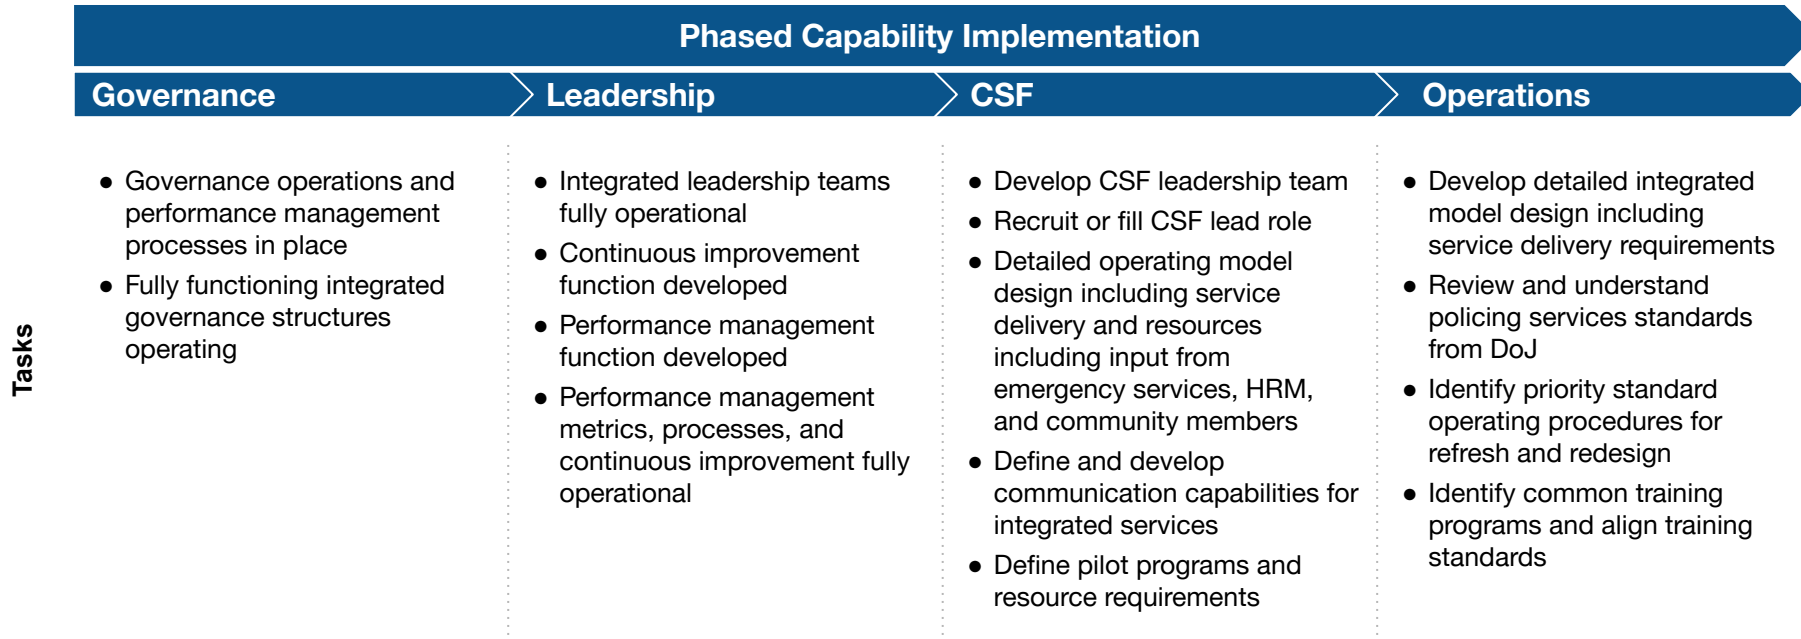 Phased Capability Implementation
Governance
Leadership
CSF
Operations
Tasks
● Governance operations and
performance management
processes in place
● Fully functioning integrated
governance structures
operating
● Integrated leadership teams
fully operational
● Continuous improvement
function developed
● Performance management
function developed
● Performance management
metrics, processes, and
continuous improvement fully
operational
● Develop CSF leadership team
● Recruit or fill CSF lead role
● Detailed operating model
design including service
delivery and resources
including input from
emergency services, HRM,
and community members
● Define and develop
communication capabilities for
integrated services
● Define pilot programs and
resource requirements
● Develop detailed integrated
model design including
service delivery requirements
● Review and understand
policing services standards
from DoJ
● Identify priority standard
operating procedures for
refresh and redesign
● Identify common training
programs and align training
standards